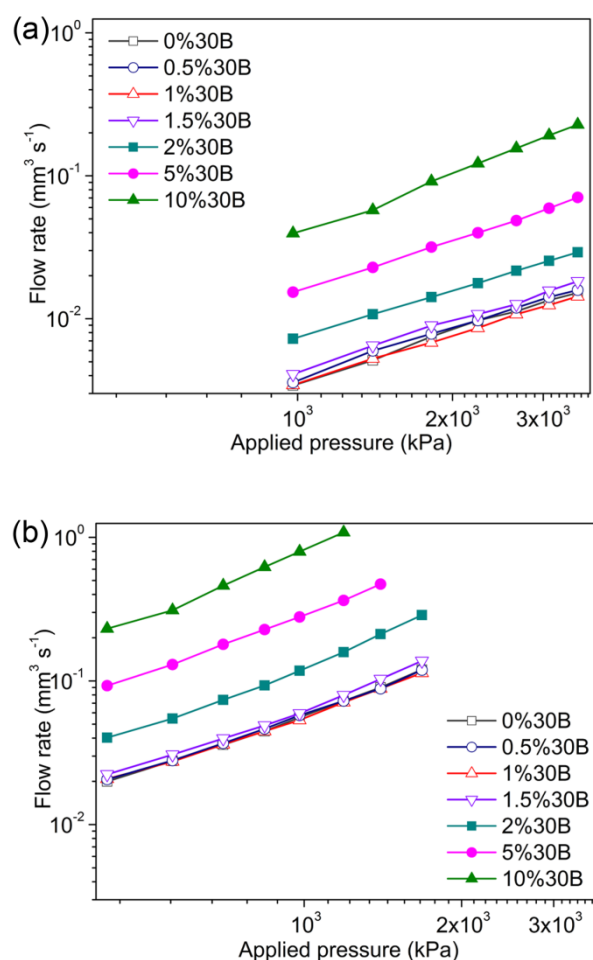 (a)
10⁰
10⁻¹
10⁻²
Flow rate (mm³ s⁻¹)
0%30B
0.5%30B
1%30B
1.5%30B
2%30B
5%30B
10%30B
10³
2x10³
3x10³
Applied pressure (kPa)
(b)
10⁰
10⁻¹
10⁻²
Flow rate (mm³ s⁻¹)
0%30B
0.5%30B
1%30B
1.5%30B
2%30B
5%30B
10%30B
10³
2x10³
3x10³
Applied pressure (kPa)